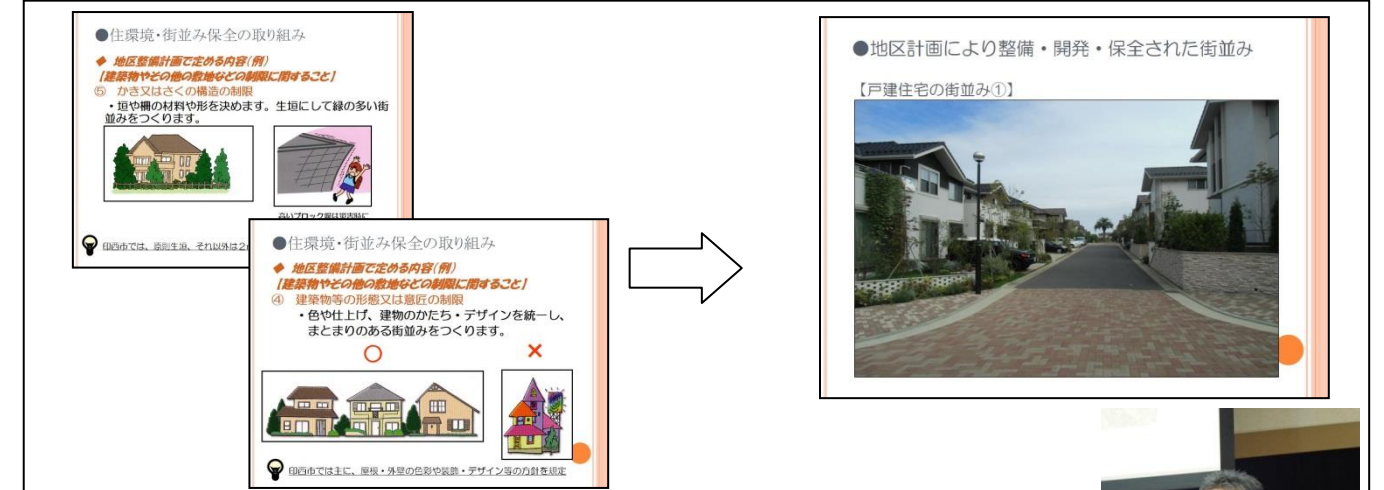 ●住環境・街並み保全の取り組み
◆ 地区整備計画で定める内容(例)
【建築物やその他の敷地などの制限に関すること】
⑤ かき又はさくの構造の制限
・垣や柵の材料や形を決めます。生垣にして緑の多い街
並みをつくります。
高いブロック塀は災害時に
印西市では、原則生垣、それ以外は2
●住環境・街並み保全の取り組み
◆ 地区整備計画で定める内容(例)
【建築物やその他の敷地などの制限に関すること】
④ 建築物等の形態又は意匠の制限
・色や仕上げ、建物のかたち・デザインを統一し、
まとまりのある街並みをつくります。
○ ×
印西市では主に、屋根・外壁の色彩や装飾・デザイン等の方針を規定
●地区計画により整備・開発・保全された街並み
【戸建住宅の街並み①】